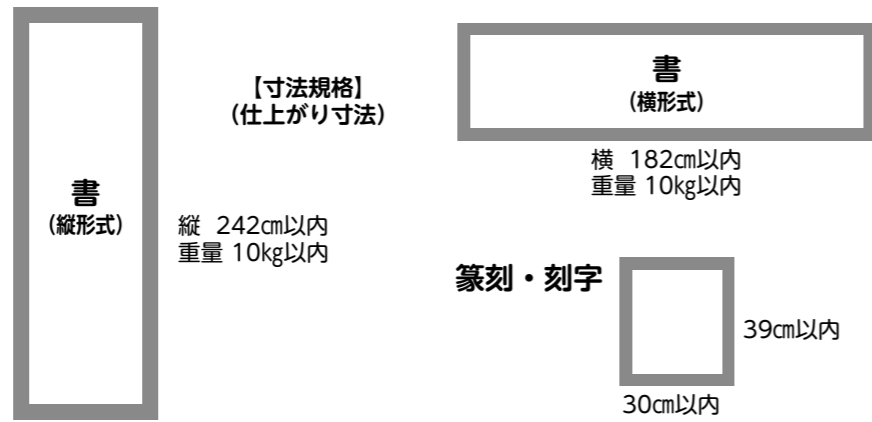 【寸法規格】
（仕上がり寸法）
書
（縦形式）
縦 242㎝以内
重量 10㎏以内
書
（横形式）
横 182㎝以内
重量 10㎏以内
篆刻・刻字
39㎝以内
30㎝以内